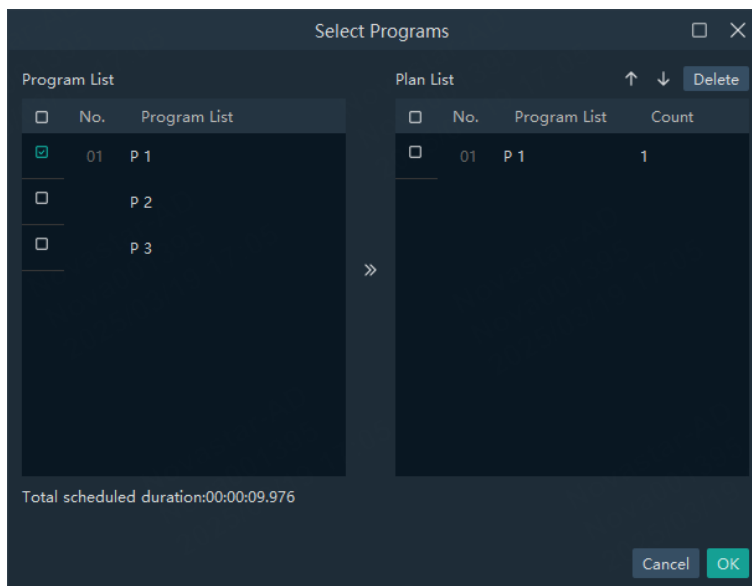 Select Programs
Program List
Plan List
Delete
No. Program List
No. Program List Count
01 P 1
01 P 1 1
P 2
P 3
Total scheduled duration:00:00:09.976
Cancel OK